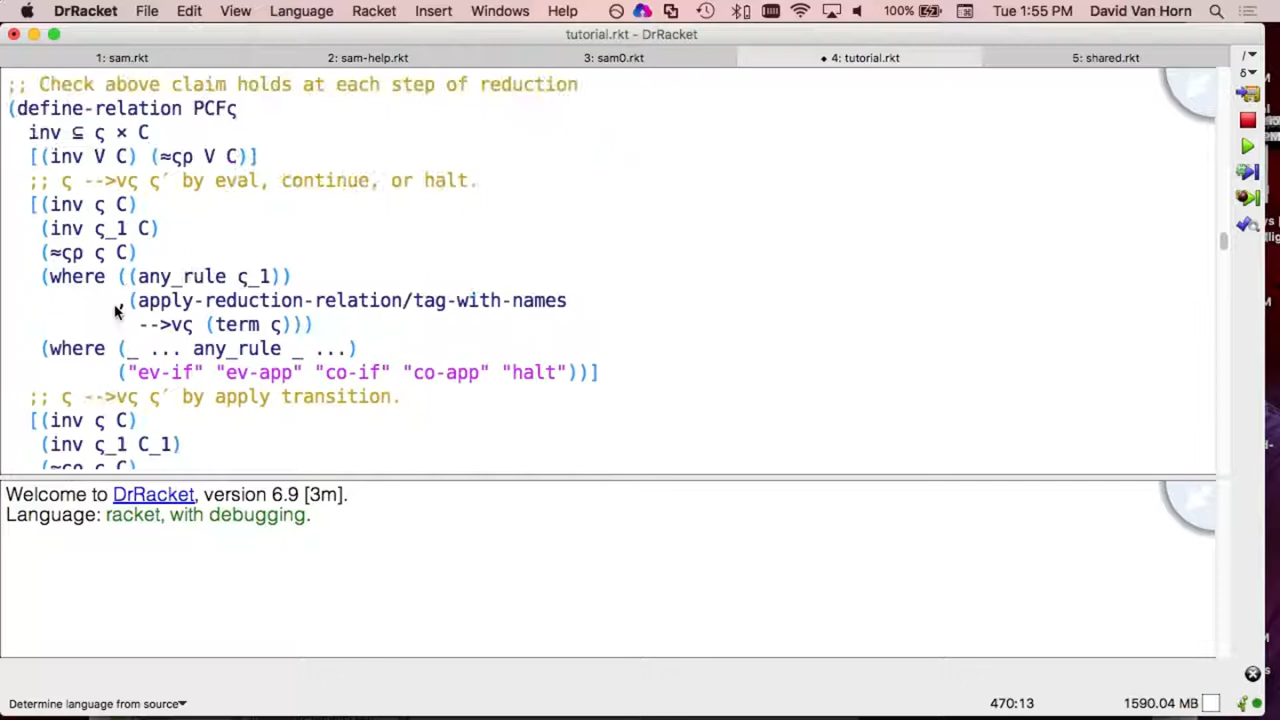 DrRacket File Edit View Language Racket Insert Windows Help 100% Tue 1:55 PM David Van Horn
tutorial.rkt - DrRacket
1: sam.rkt 2: sam-help.rkt 3: sam0.rkt • 4: tutorial.rkt 5: shared.rkt
;; Check above claim holds at each step of reduction
(define-relation PCFς
inv ⊆ ς × C
[(inv V C) (≈ςρ V C)]
;; ς -->vς ς′ by eval, continue, or halt.
[(inv ς C)
(inv ς_1 C)
(≈ςρ ς C)
(where ((any_rule ς_1))
(apply-reduction-relation/tag-with-names
-->vς (term ς)))
(where (_ ... any_rule _ ...)
("ev-if" "ev-app" "co-if" "co-app" "halt"))]
;; ς -->vς ς′ by apply transition.
[(inv ς C)
(inv ς_1 C_1)
(≈ςρ ς C)
Welcome to DrRacket, version 6.9 [3m].
Language: racket, with debugging.
Determine language from source 470:13 1590.04 MB